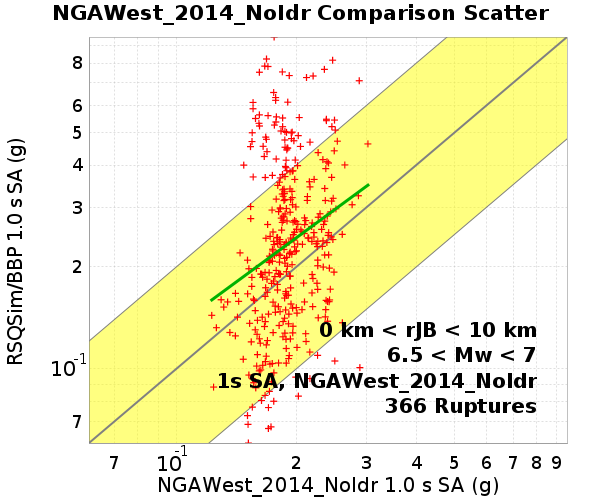 NGAWest_2014_NoIdr Comparison Scatter
RSQSim/BBP 1.0 s SA (g)
8
6
5
4
3
2
10-1
7
0 km < rJB < 10 km
6.5 < Mw < 7
1s SA, NGAWest_2014_NoIdr
366 Ruptures
7 10-1 2 3 4 5 6 7 8 9
NGAWest_2014_NoIdr 1.0 s SA (g)